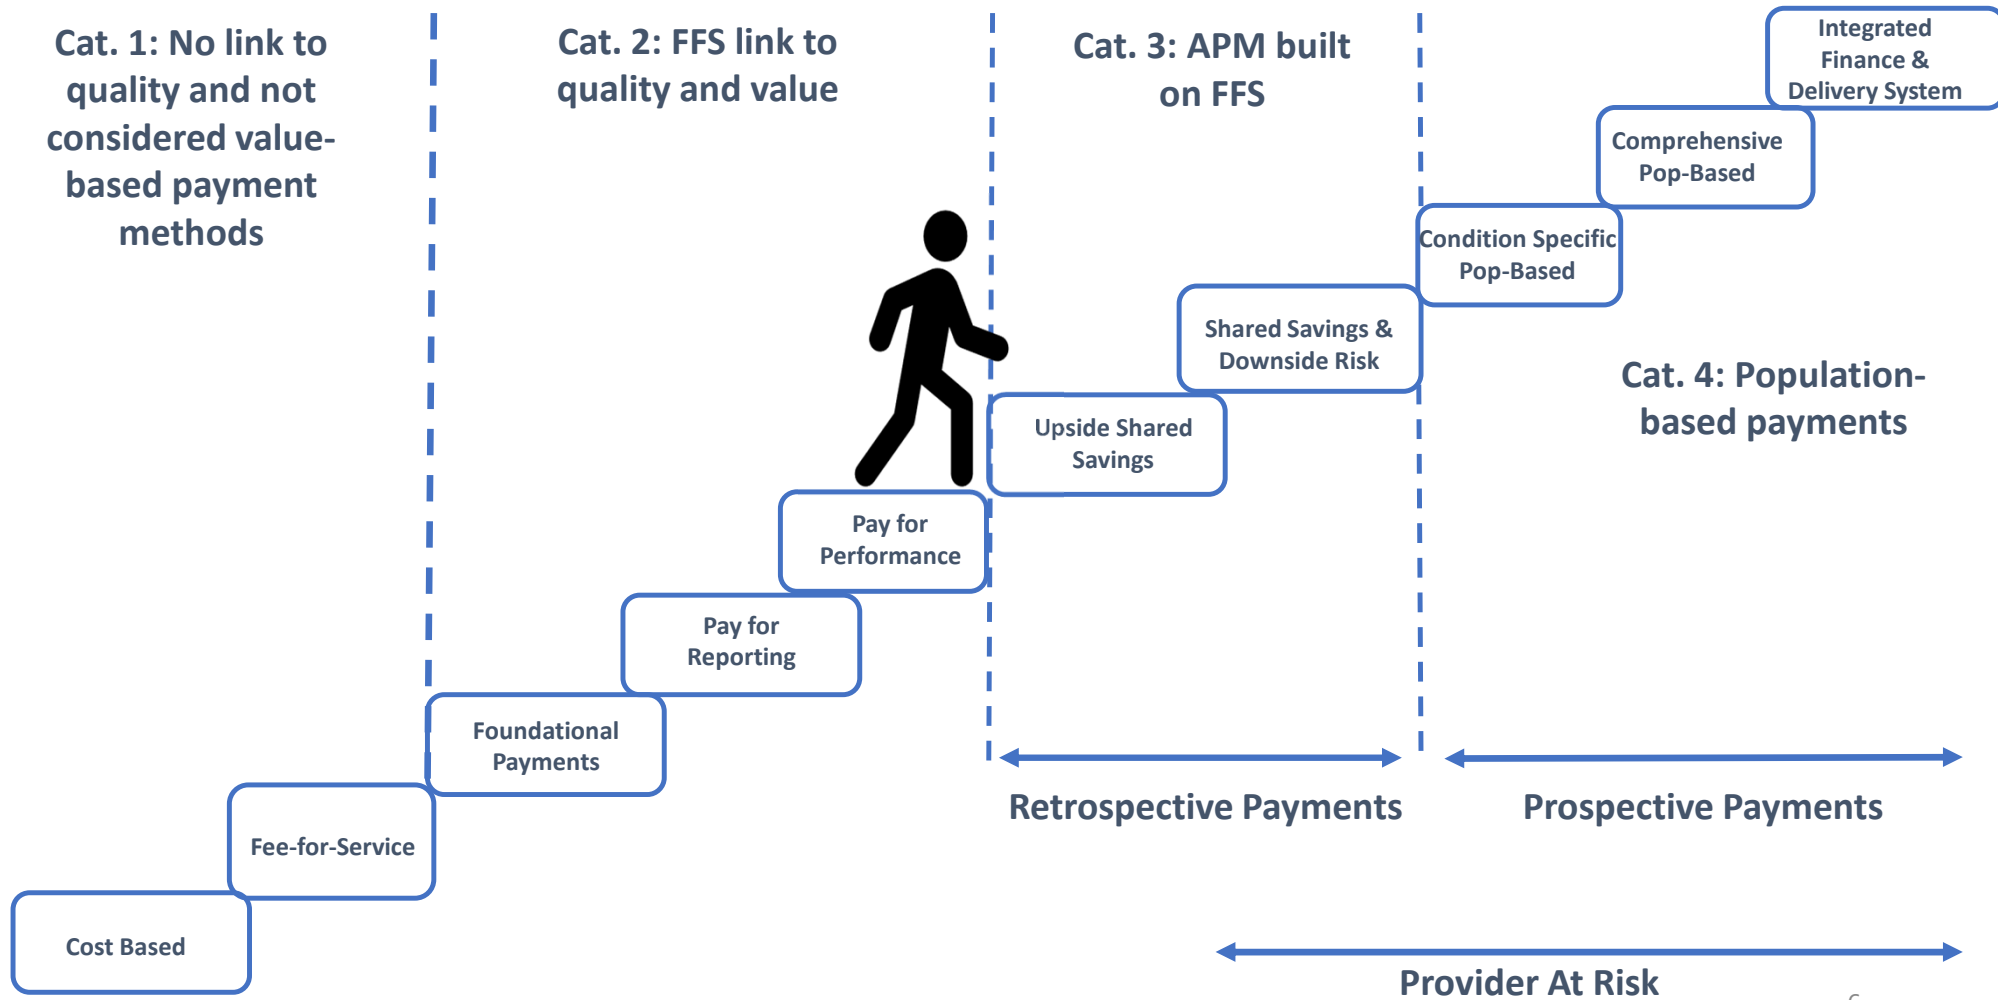 Cat. 1: No link to
quality and not
considered value-
based payment
methods
Cat. 2: FFS link to
quality and value
Cat. 3: APM built
on FFS
Integrated
Finance &
Delivery System
Comprehensive
Pop-Based
Condition Specific
Pop-Based
Shared Savings &
Downside Risk
Cat. 4: Population-
based payments
Upside Shared
Savings
Pay for
Performance
Pay for
Reporting
Foundational
Payments
Retrospective Payments
Prospective Payments
Fee-for-Service
Cost Based
Provider At Risk